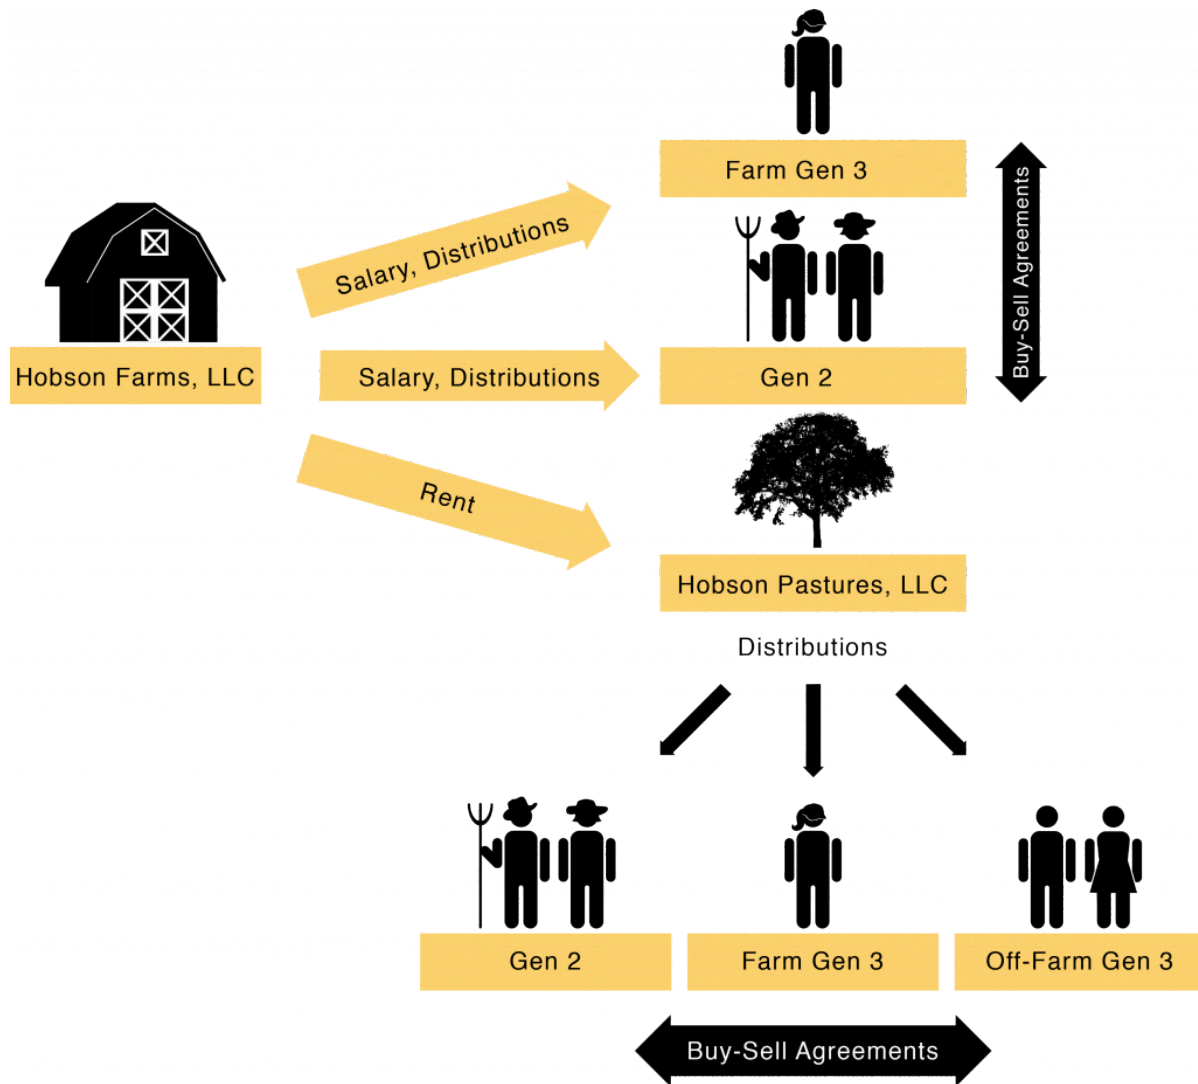 Farm Gen 3
Buy-Sell Agreements
Salary, Distributions
Hobson Farms, LLC
Salary, Distributions
Gen 2
Rent
Hobson Pastures, LLC
Distributions
Gen 2
Farm Gen 3
Off-Farm Gen 3
Buy-Sell Agreements